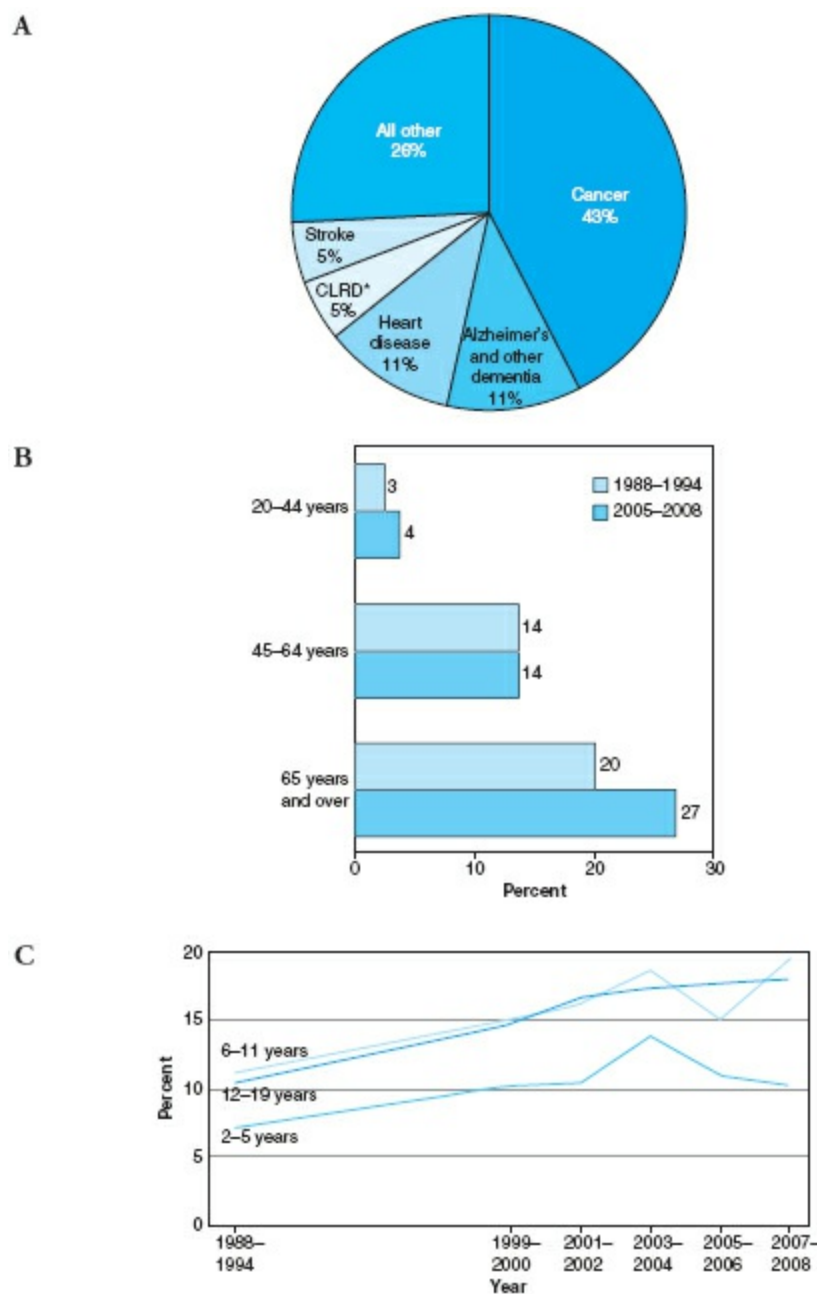 A
All other
26%
Cancer
43%
Stroke
5%
CLRD*
5%
Heart
disease
11%
Alzheimer's
and other
dementia
11%
B
1988–1994
2005–2008
20–44 years
3
4
45–64 years
14
14
65 years
and over
20
27
0 10 20 30
Percent
C
20
15
10
5
0
Percent
6–11 years
12–19 years
2–5 years
1988– 1999– 2001– 2003– 2005– 2007–
1994 2000 2002 2004 2006 2008
Year